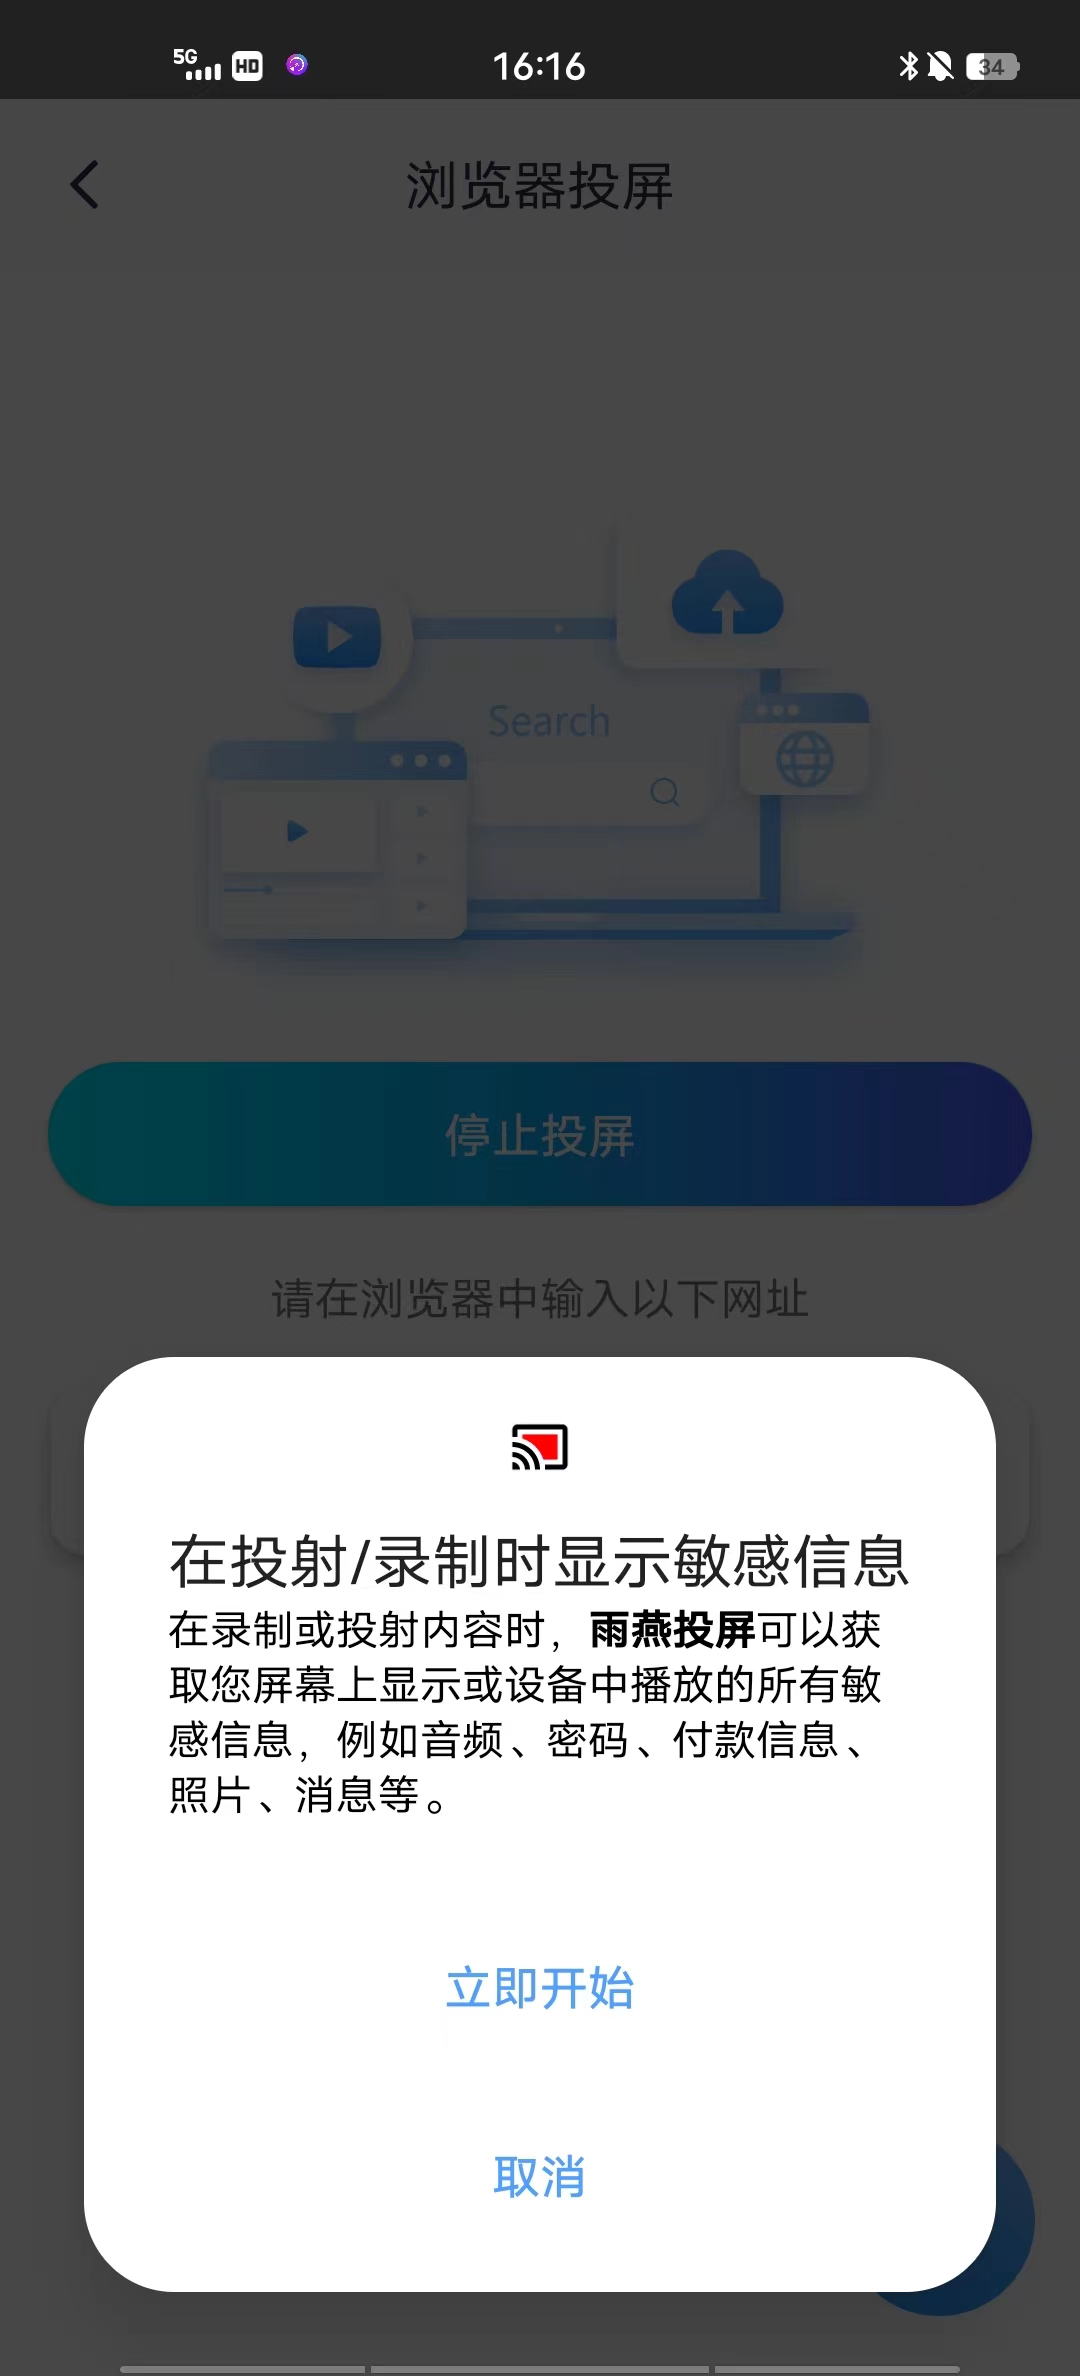 5G HD 16:16 34
浏览器投屏
Search
停止投屏
请在浏览器中输入以下网址
在投射/录制时显示敏感信息
在录制或投射内容时，雨燕投屏可以获
取您屏幕上显示或设备中播放的所有敏
感信息，例如音频、密码、付款信息、
照片、消息等。
立即开始
取消